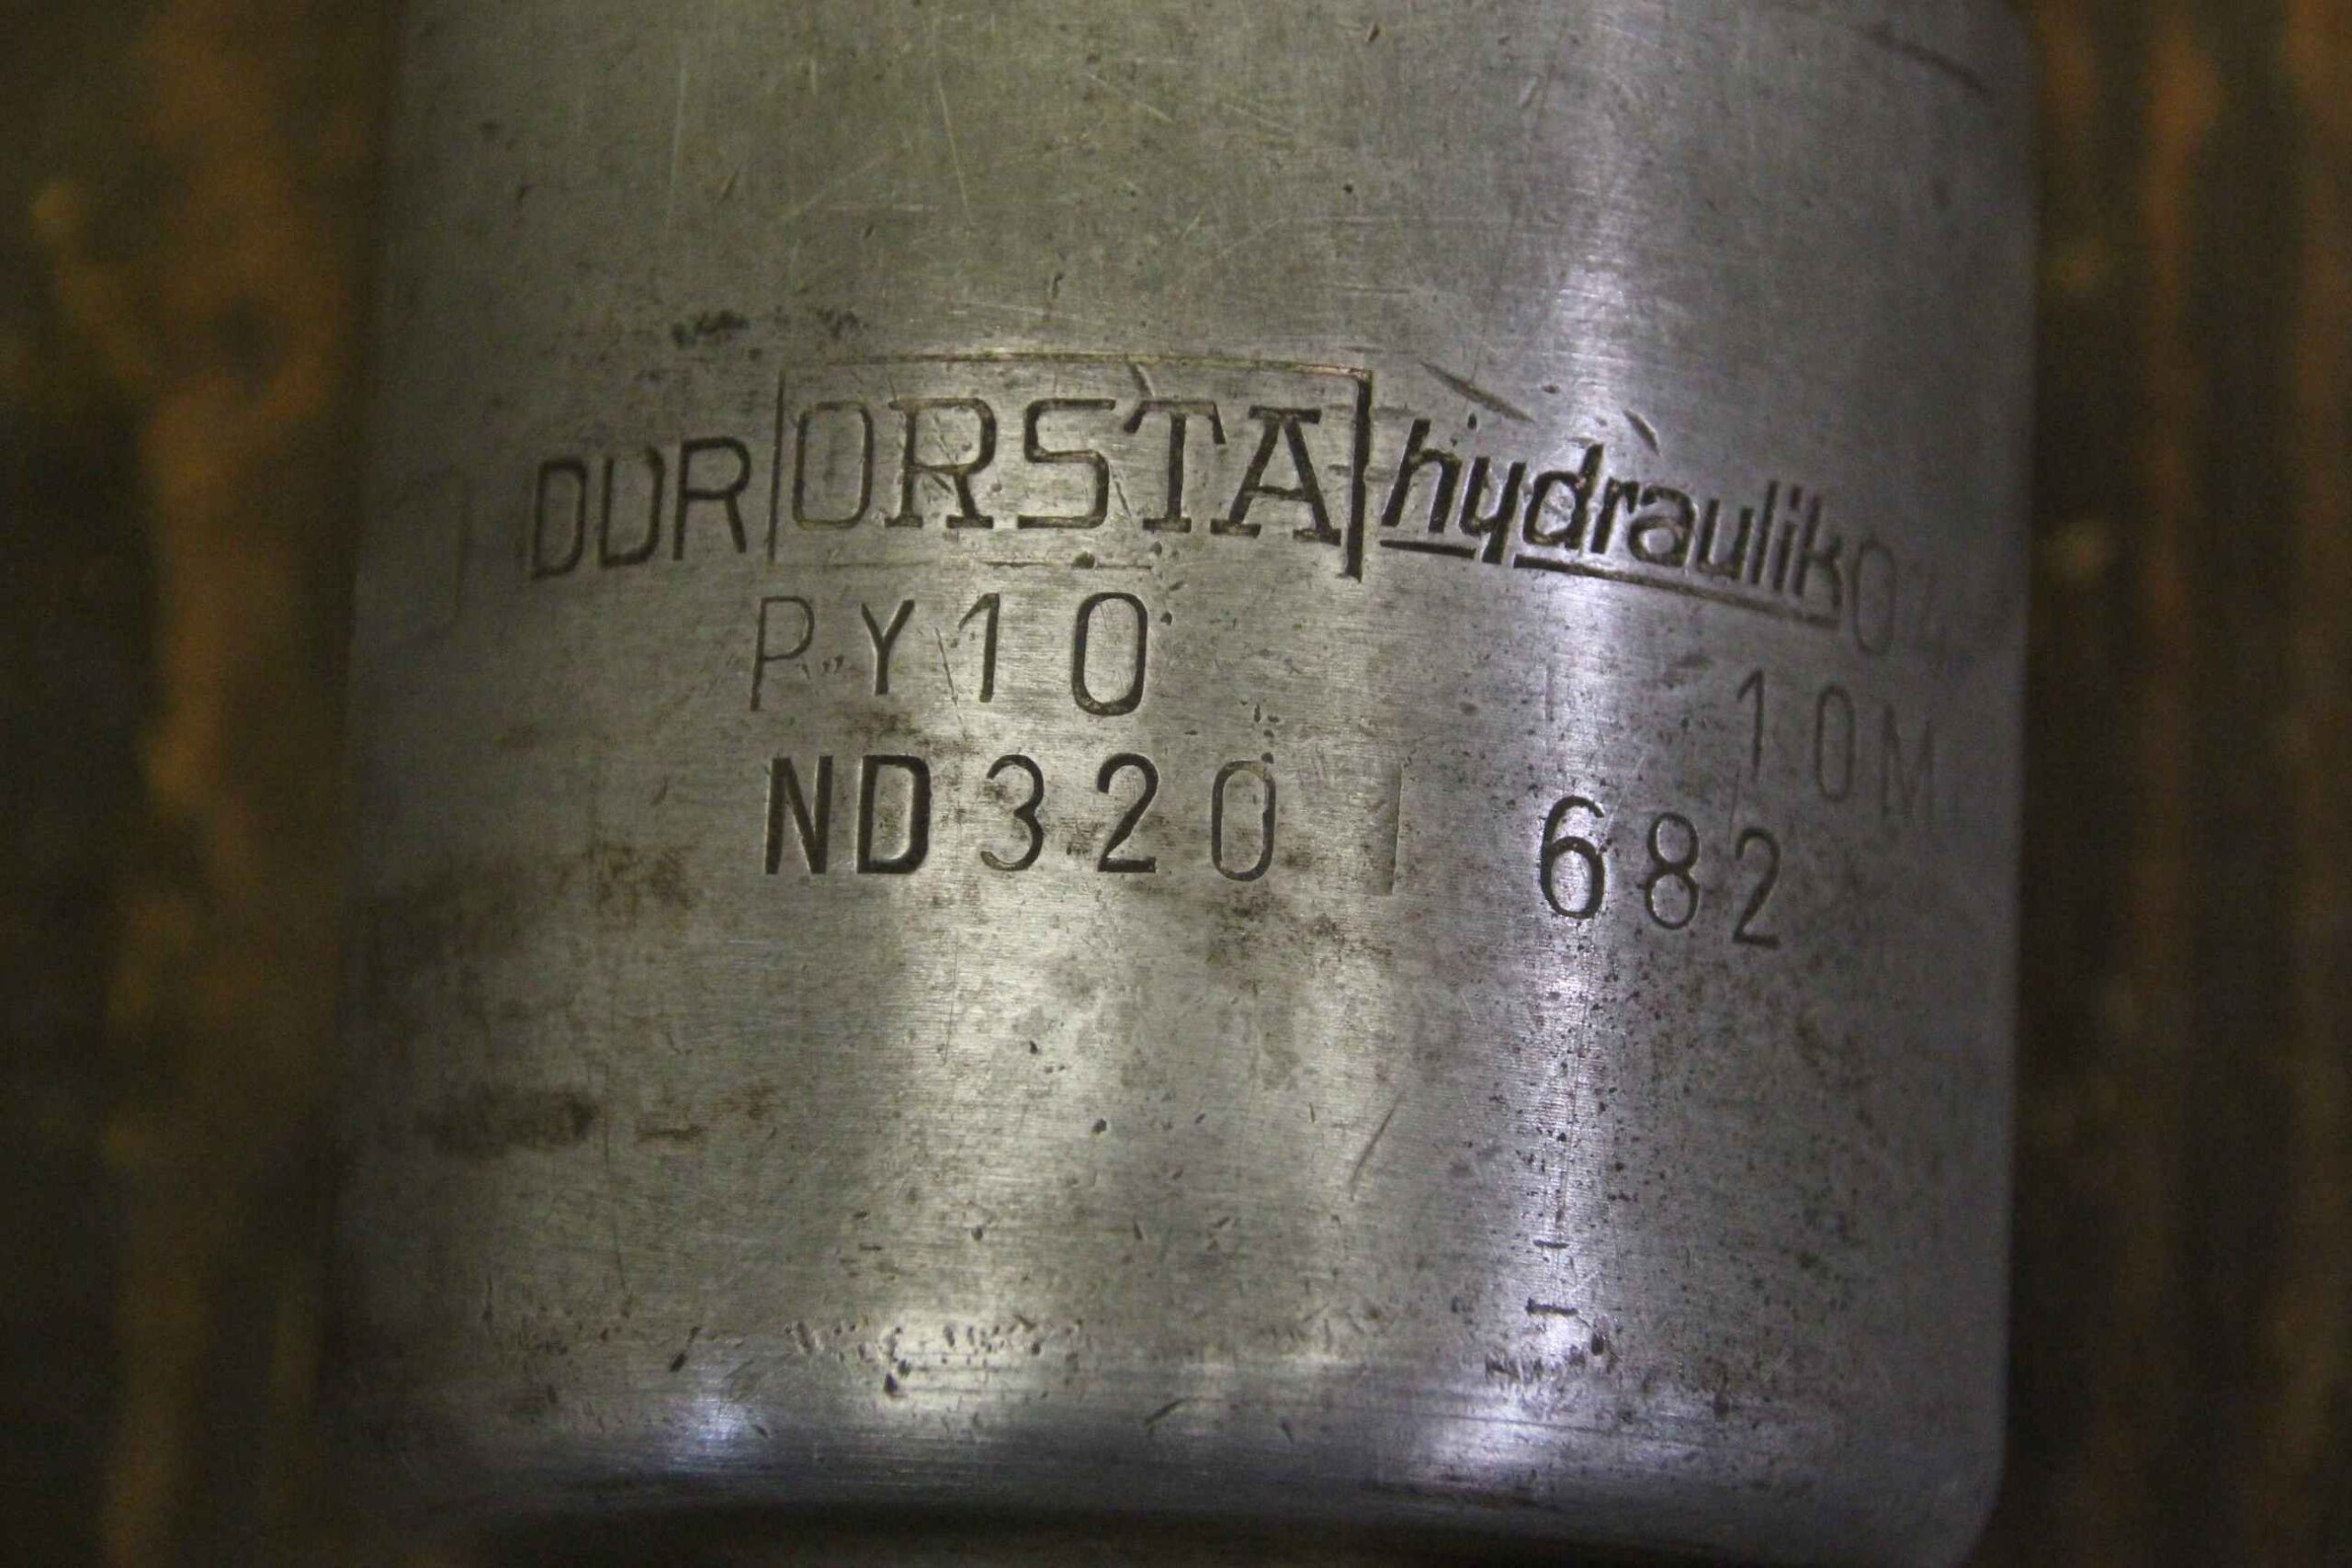 DDR ORSTA hydraulik
PY10 10M
ND320 682